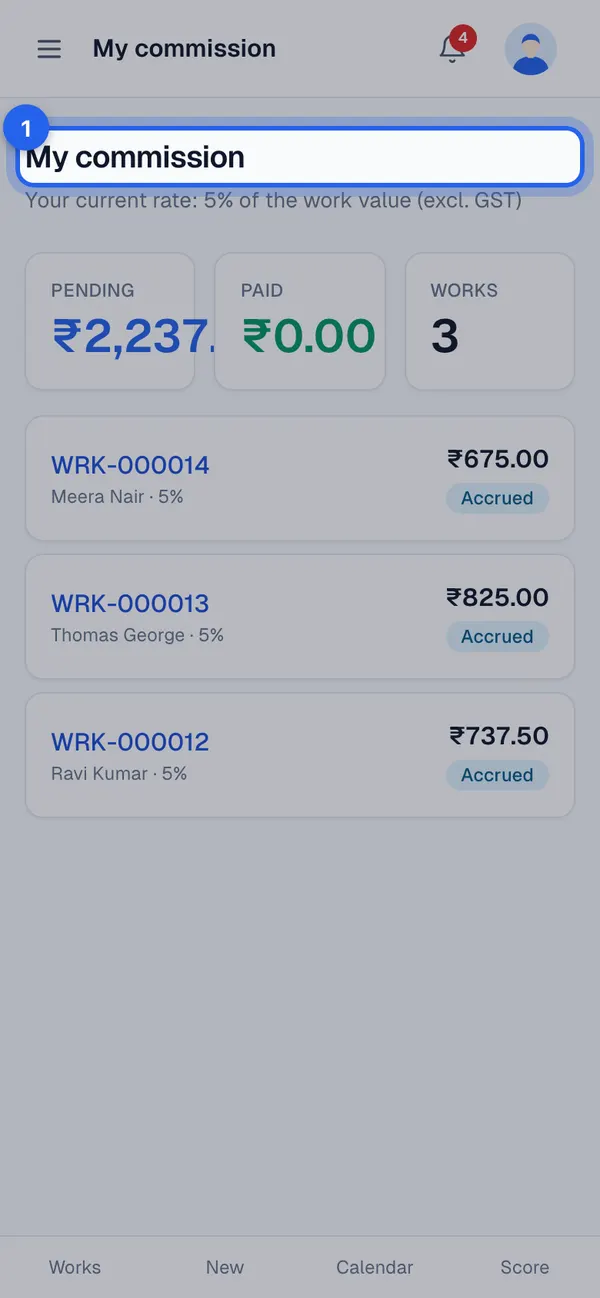 My commission
4
1
My commission
Your current rate: 5% of the work value (excl. GST)
PENDING
₹2,237.
PAID
₹0.00
WORKS
3
WRK-000014
₹675.00
Meera Nair · 5%
Accrued
WRK-000013
₹825.00
Thomas George · 5%
Accrued
WRK-000012
₹737.50
Ravi Kumar · 5%
Accrued
Works
New
Calendar
Score